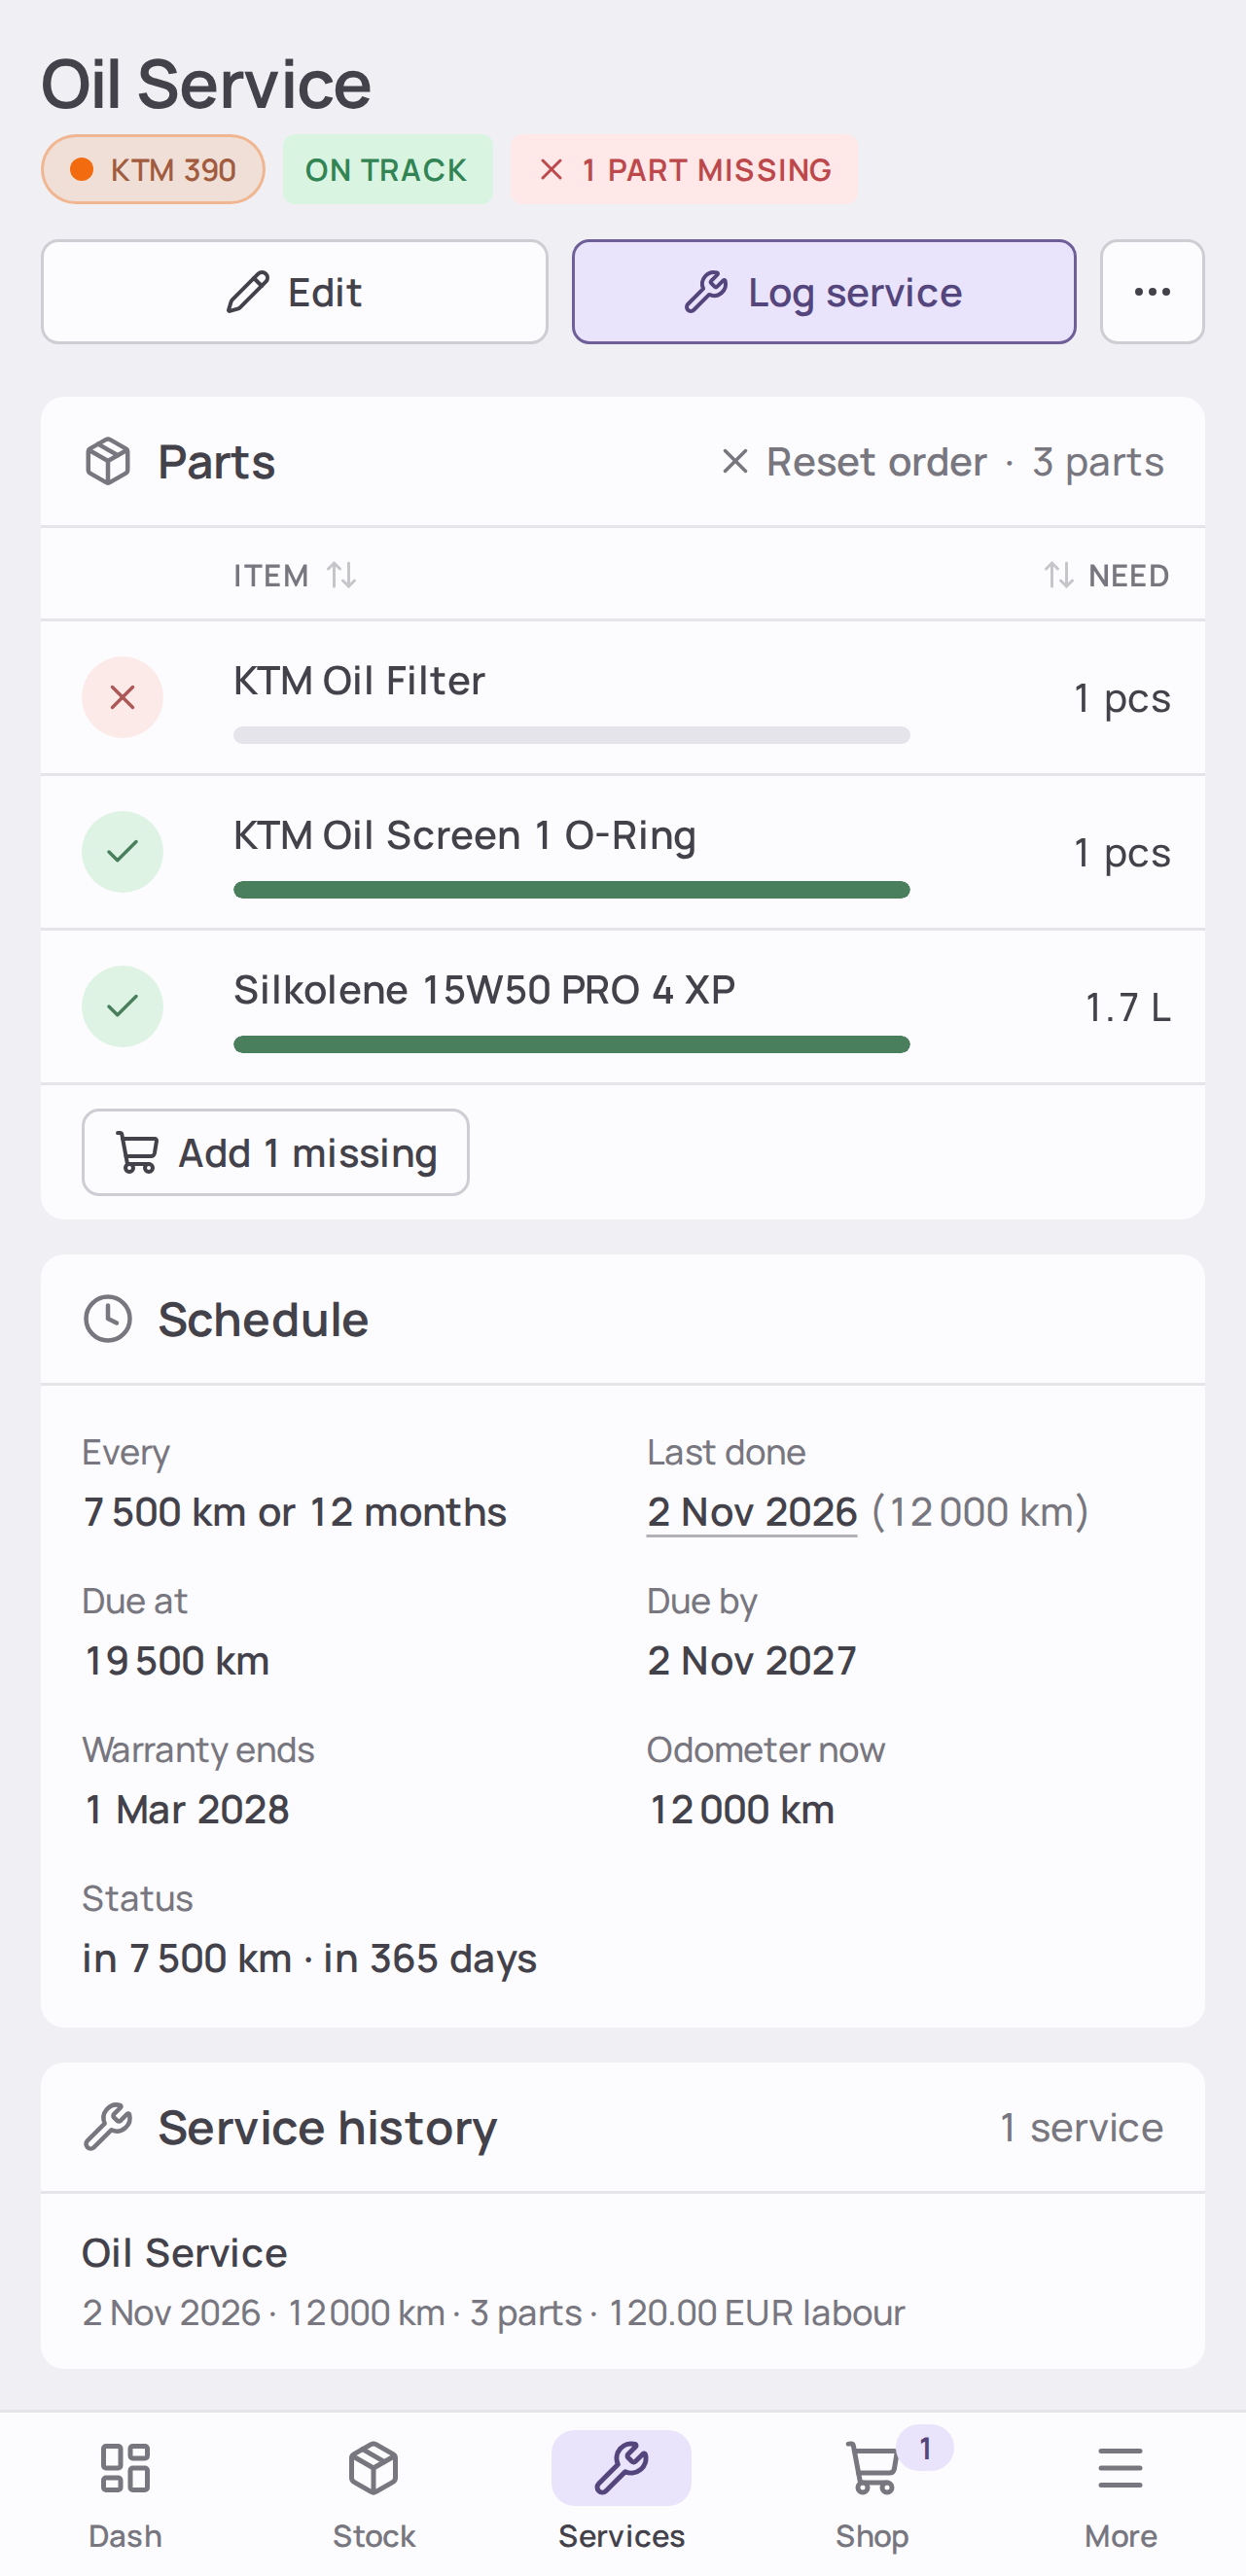 Oil Service
KTM 390 ON TRACK 1 PART MISSING
Edit Log service
Parts Reset order · 3 parts
ITEM NEED
KTM Oil Filter 1 pcs
KTM Oil Screen 1 O-Ring 1 pcs
Silkolene 15W50 PRO 4 XP 1.7 L
Add 1 missing
Schedule
Every Last done
7 500 km or 12 months 2 Nov 2026 (12 000 km)
Due at Due by
19 500 km 2 Nov 2027
Warranty ends Odometer now
1 Mar 2028 12 000 km
Status
in 7 500 km · in 365 days
Service history 1 service
Oil Service
2 Nov 2026 · 12 000 km · 3 parts · 120.00 EUR labour
1
Dash Stock Services Shop More